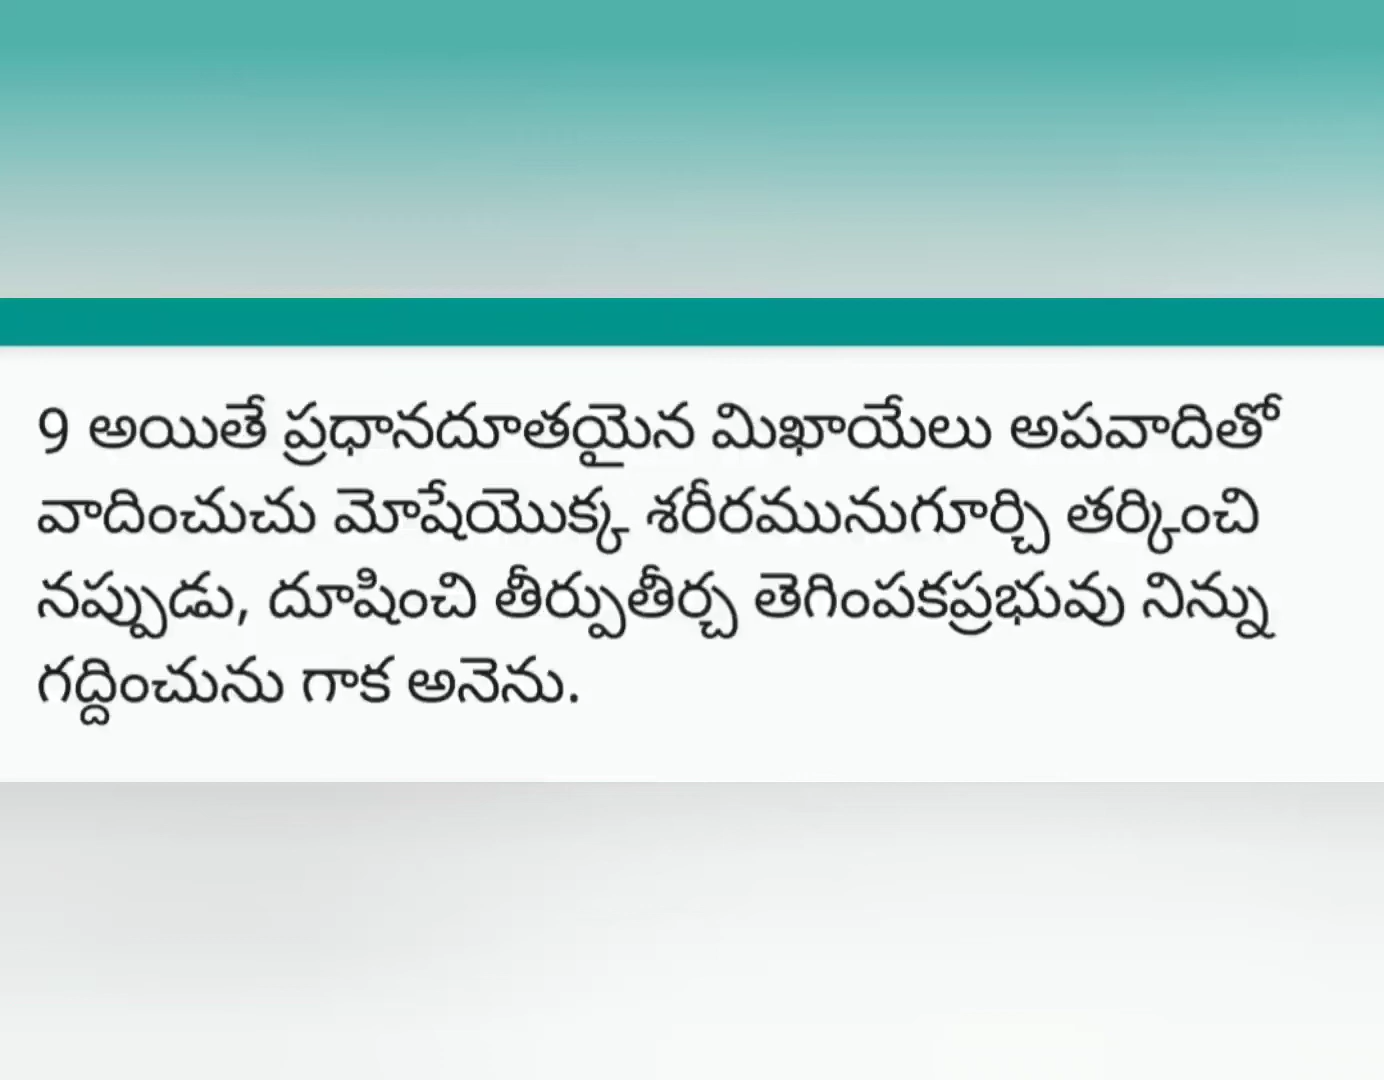 9 అయితే ప్రధానదూతయైన మిఖాయేలు అపవాదితో
వాదించుచు మోషేయొక్క శరీరమునుగూర్చి తర్కించి
నప్పుడు, దూషించి తీర్పుతీర్చ తెగింపకప్రభువు నిన్ను
గద్దించును గాక అనెను.